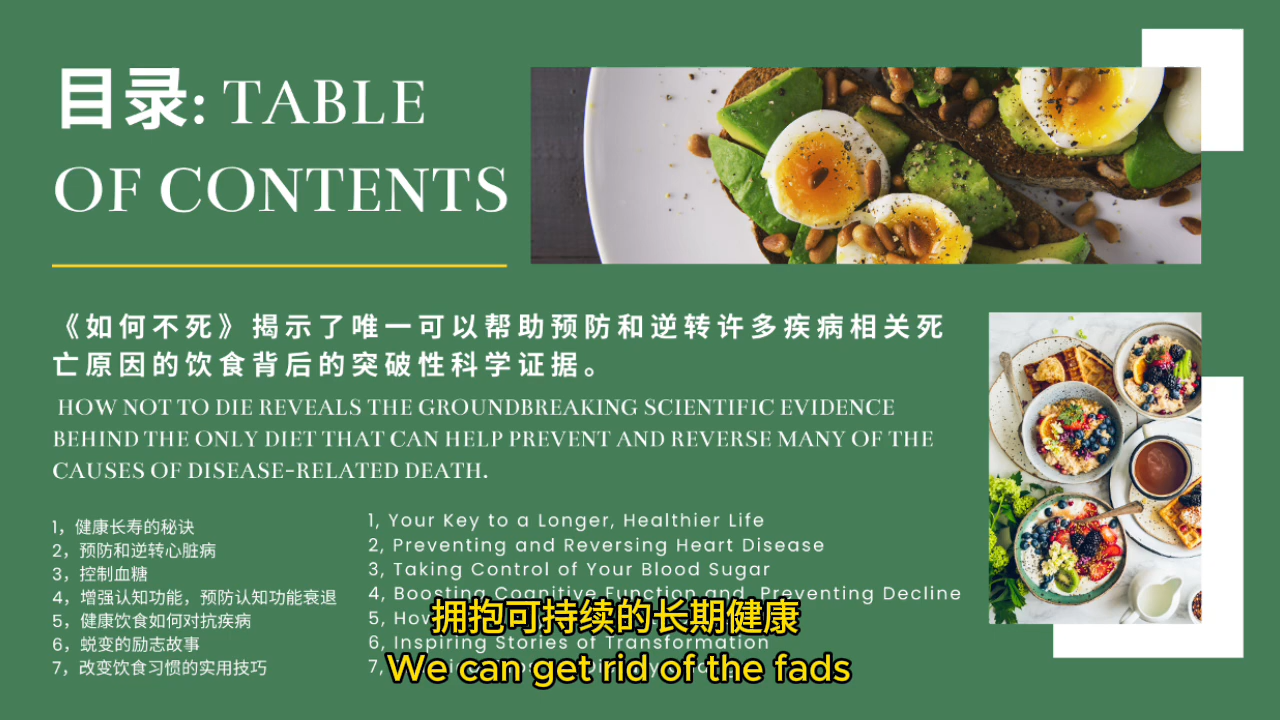 目录: TABLE
OF CONTENTS
《如何不死》揭示了唯一可以帮助预防和逆转许多疾病相关死
亡原因的饮食背后的突破性科学证据。
HOW NOT TO DIE REVEALS THE GROUNDBREAKING SCIENTIFIC EVIDENCE
BEHIND THE ONLY DIET THAT CAN HELP PREVENT AND REVERSE MANY OF THE
CAUSES OF DISEASE-RELATED DEATH.
1，健康长寿的秘诀
2，预防和逆转心脏病
3，控制血糖
4，增强认知功能，预防认知功能衰退
5，健康饮食如何对抗疾病
6，蜕变的励志故事
7，改变饮食习惯的实用技巧
1, Your Key to a Longer, Healthier Life
2, Preventing and Reversing Heart Disease
3, Taking Control of Your Blood Sugar
4, Boosting Cognitive Function and Preventing Decline
5, How
6, Inspiring Stories of Transformation
7,
拥抱可持续的长期健康
We can get rid of the fads